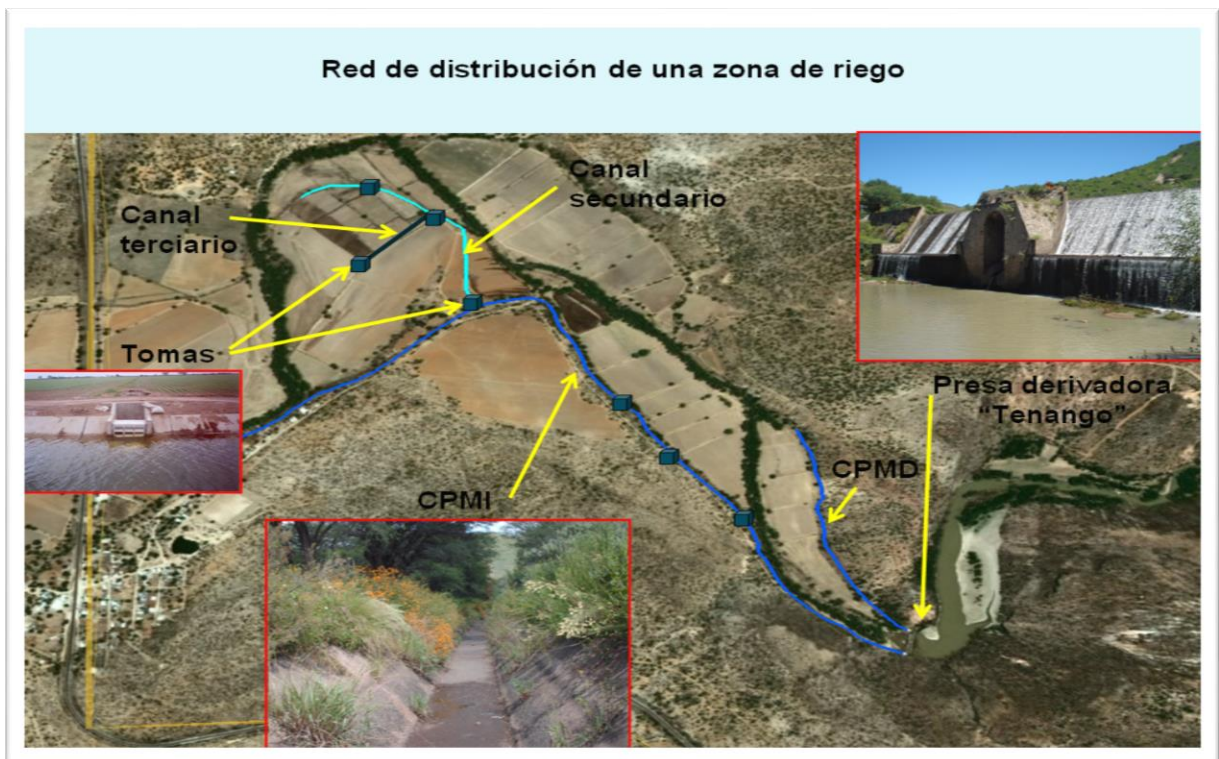 Red de distribución de una zona de riego
Canal
secundario
Canal
terciario
Tomas
Presa derivadora
“Tenango”
CPMI
CPMD